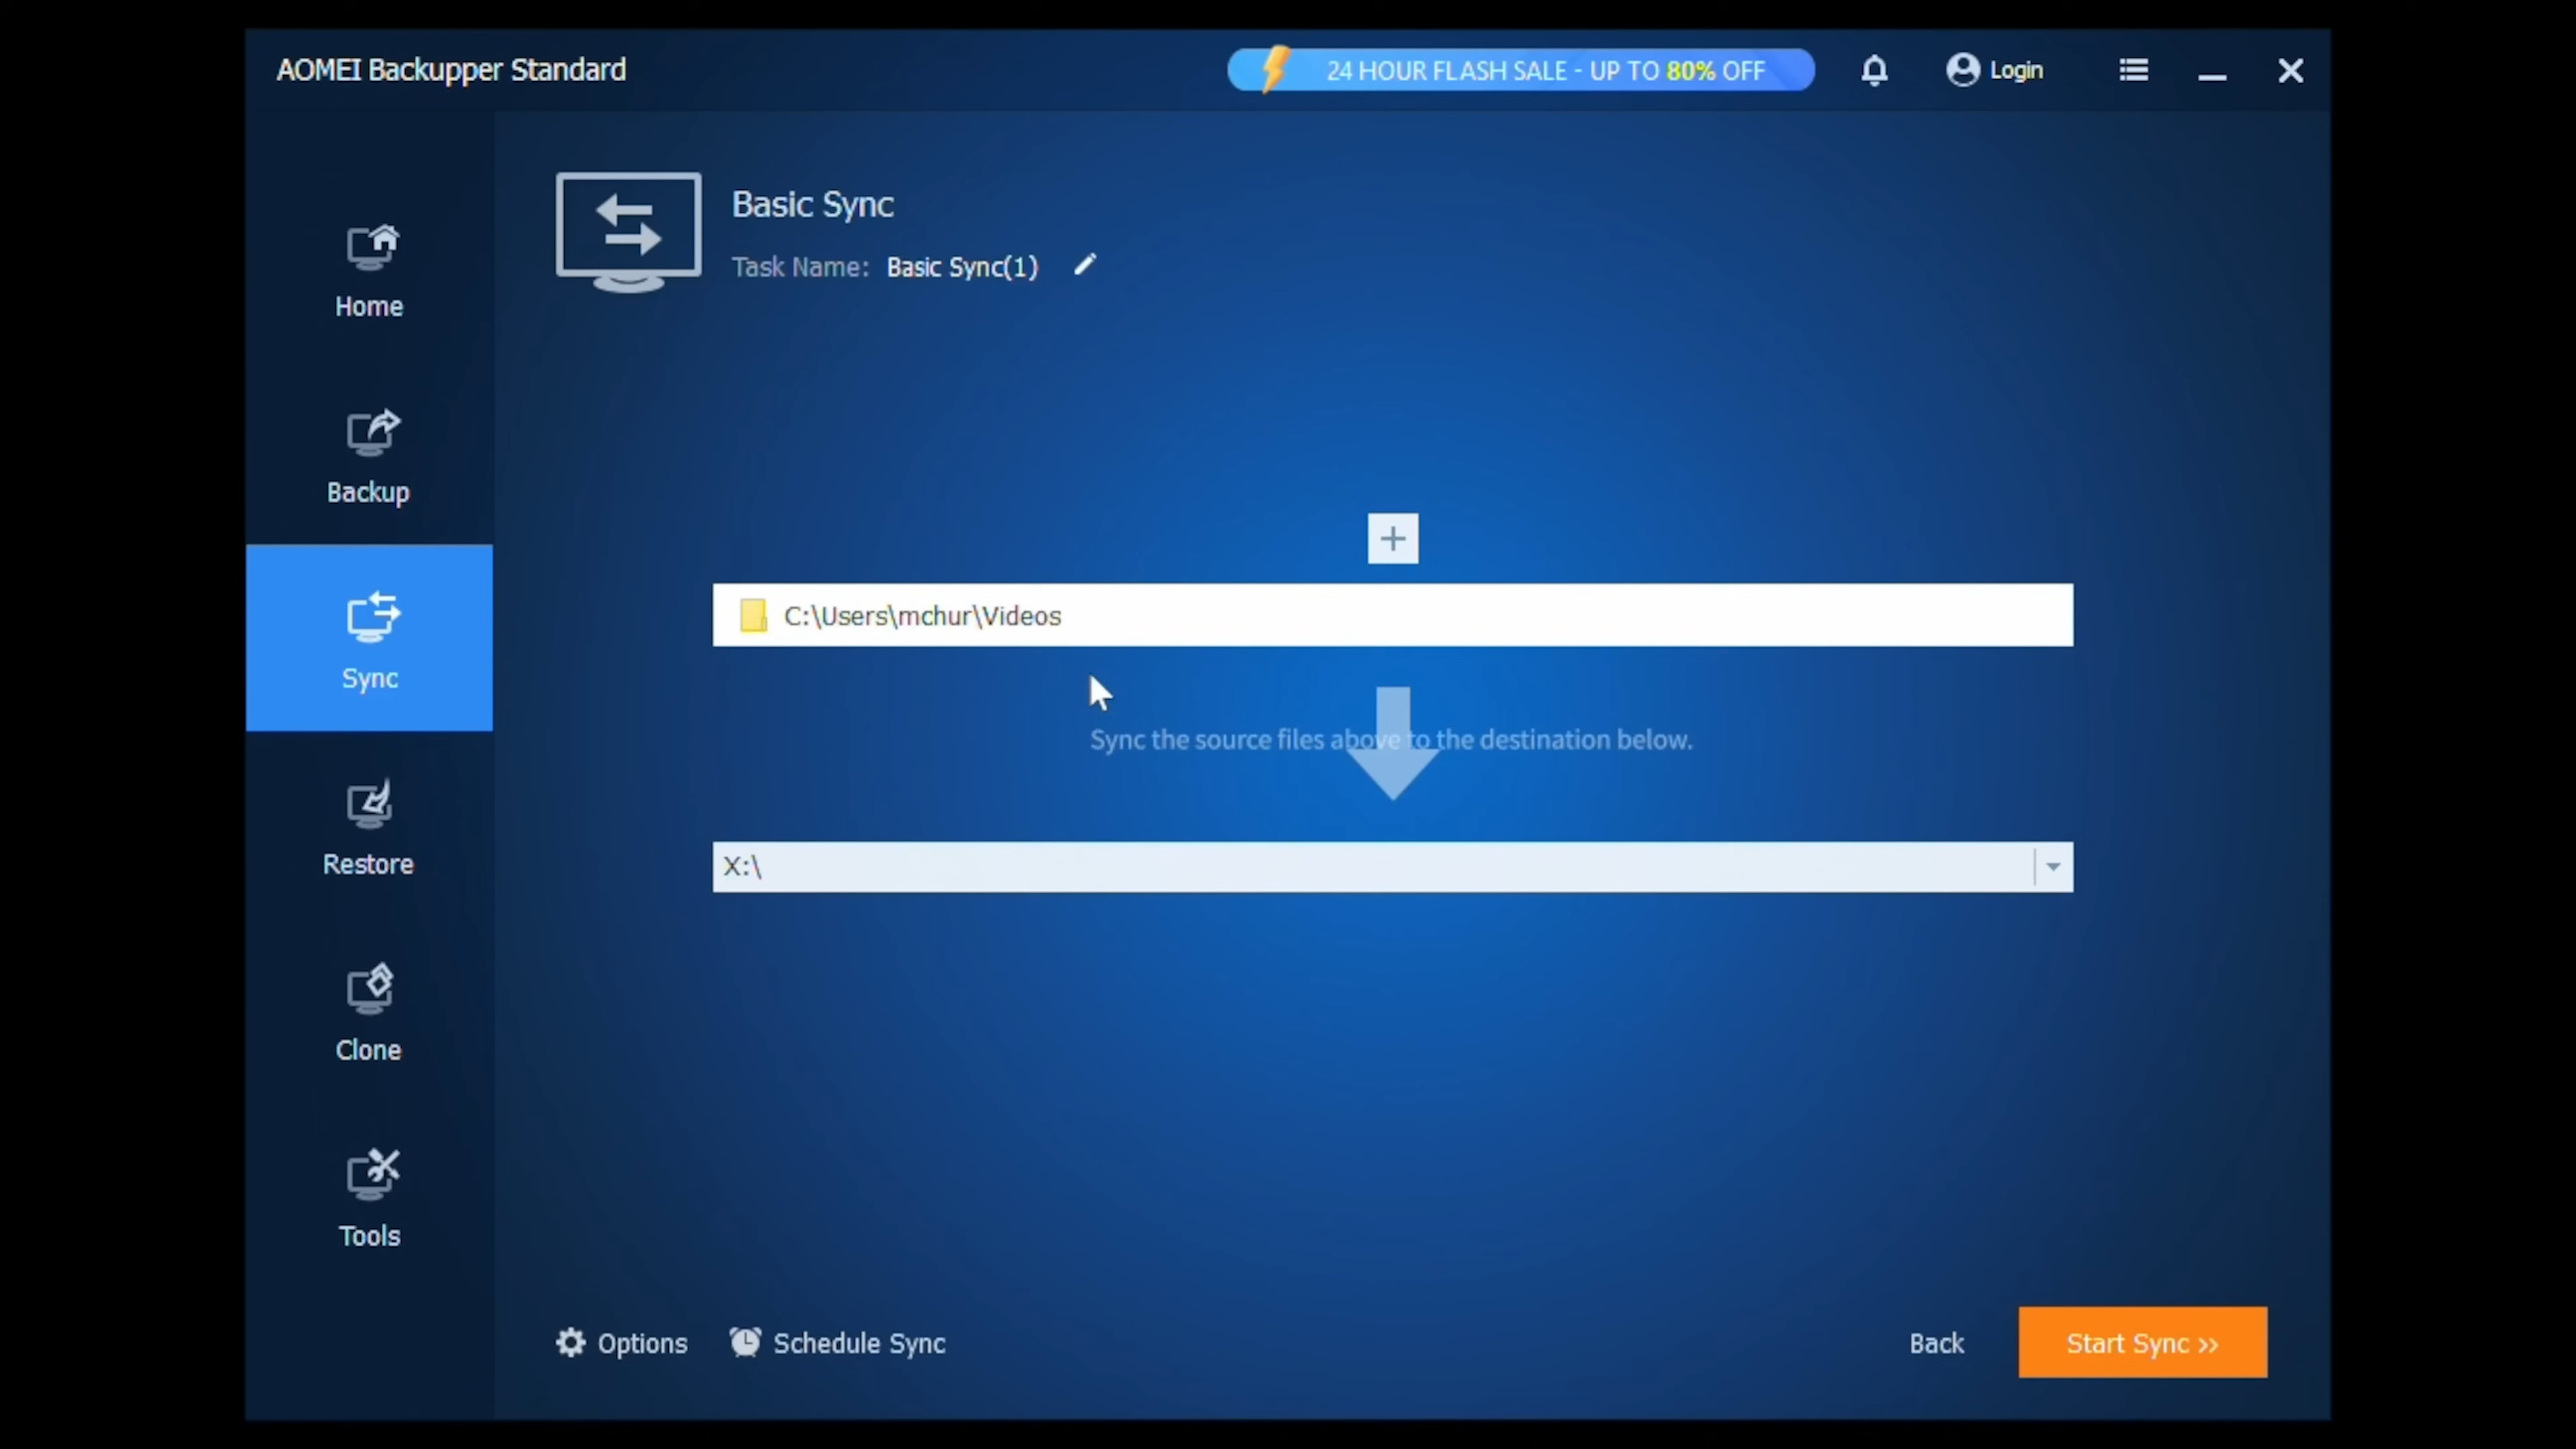 AOMEI Backupper Standard
24 HOUR FLASH SALE - UP TO 80% OFF
Login
Basic Sync
Task Name: Basic Sync(1)
Home
Backup
Sync
Restore
Clone
Tools
C:\Users\mchur\Videos
Sync the source files above to the destination below.
X:\
Options
Schedule Sync
Back
Start Sync >>